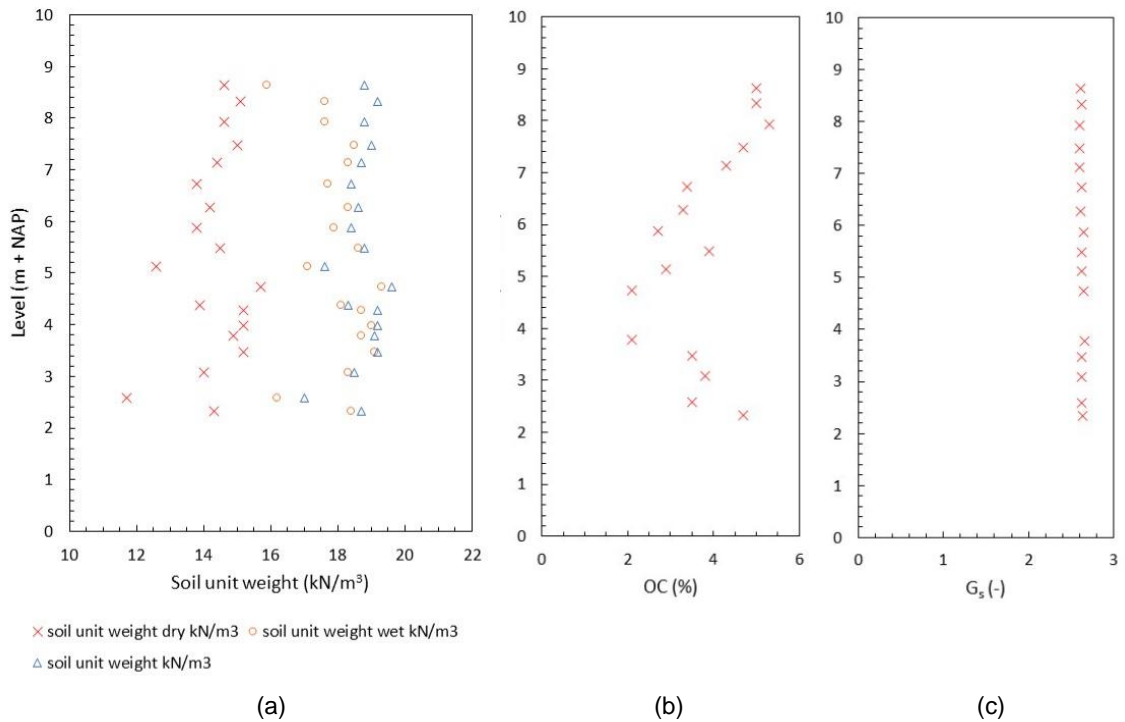 10
9
8
7
6
5
4
3
2
1
0
Level (m + NAP)
10 12 14 16 18 20 22
Soil unit weight (kN/m³)
soil unit weight dry kN/m3 soil unit weight wet kN/m3
soil unit weight kN/m3
(a)
10
9
8
7
6
5
4
3
2
1
0
0 2 4 6
OC (%)
(b)
10
9
8
7
6
5
4
3
2
1
0
0 1 2 3
Gs (-)
(c)